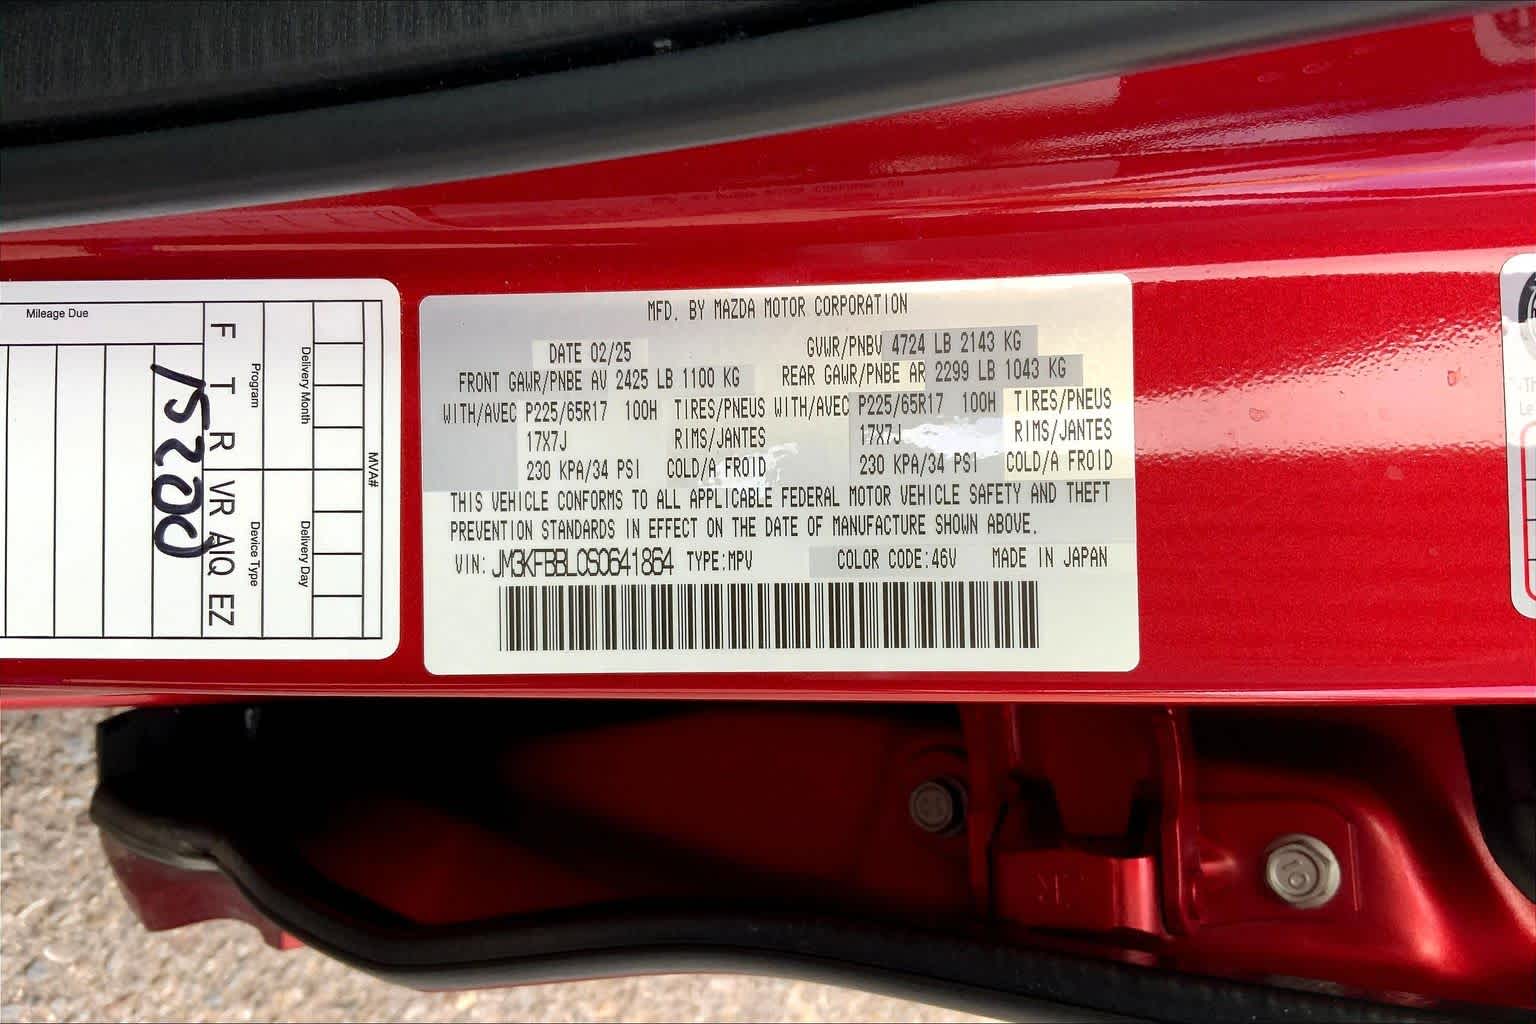 Mileage Due
15200
F T R VR AIQ EZ
Program
Device Type
Delivery Month
Delivery Day
MVA#
MFD. BY MAZDA MOTOR CORPORATION
DATE 02/25 GVWR/PNBV 4724 LB 2143 KG
FRONT GAWR/PNBE AV 2425 LB 1100 KG REAR GAWR/PNBE AR 2299 LB 1043 KG
WITH/AVEC P225/65R17 100H TIRES/PNEUS WITH/AVEC P225/65R17 100H TIRES/PNEUS
17X7J RIMS/JANTES 17X7J RIMS/JANTES
230 KPA/34 PSI COLD/A FROID 230 KPA/34 PSI COLD/A FROID
THIS VEHICLE CONFORMS TO ALL APPLICABLE FEDERAL MOTOR VEHICLE SAFETY AND THEFT
PREVENTION STANDARDS IN EFFECT ON THE DATE OF MANUFACTURE SHOWN ABOVE.
VIN: JM3KFBBL0S0641864 TYPE:MPV COLOR CODE:46V MADE IN JAPAN
10